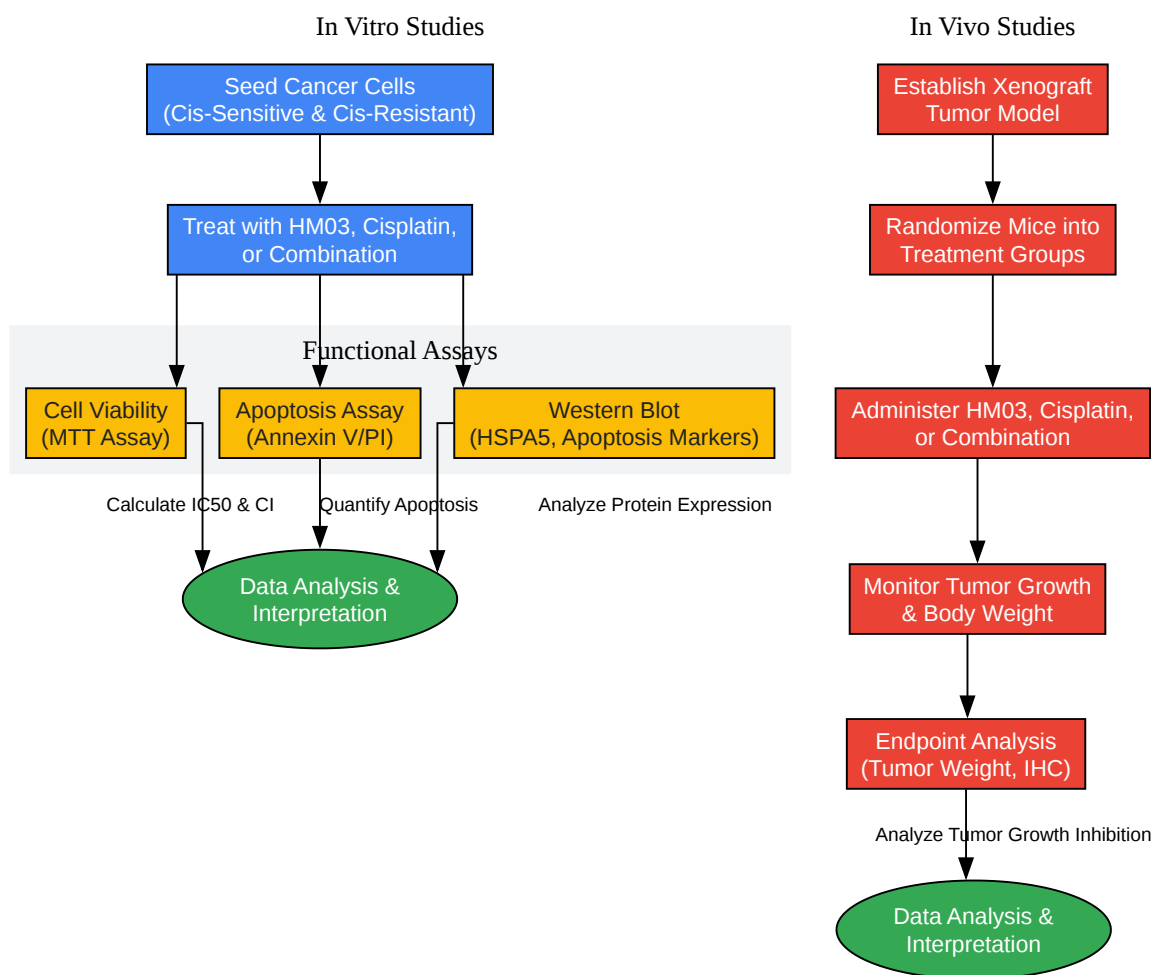 In Vitro Studies
Seed Cancer Cells
(Cis-Sensitive & Cis-Resistant)
Treat with HM03, Cisplatin,
or Combination
Functional Assays
Cell Viability
(MTT Assay)
Apoptosis Assay
(Annexin V/PI)
Western Blot
(HSPA5, Apoptosis Markers)
Calculate IC50 & CI
Quantify Apoptosis
Analyze Protein Expression
Data Analysis &
Interpretation
In Vivo Studies
Establish Xenograft
Tumor Model
Randomize Mice into
Treatment Groups
Administer HM03, Cisplatin,
or Combination
Monitor Tumor Growth
& Body Weight
Endpoint Analysis
(Tumor Weight, IHC)
Analyze Tumor Growth Inhibition
Data Analysis &
Interpretation